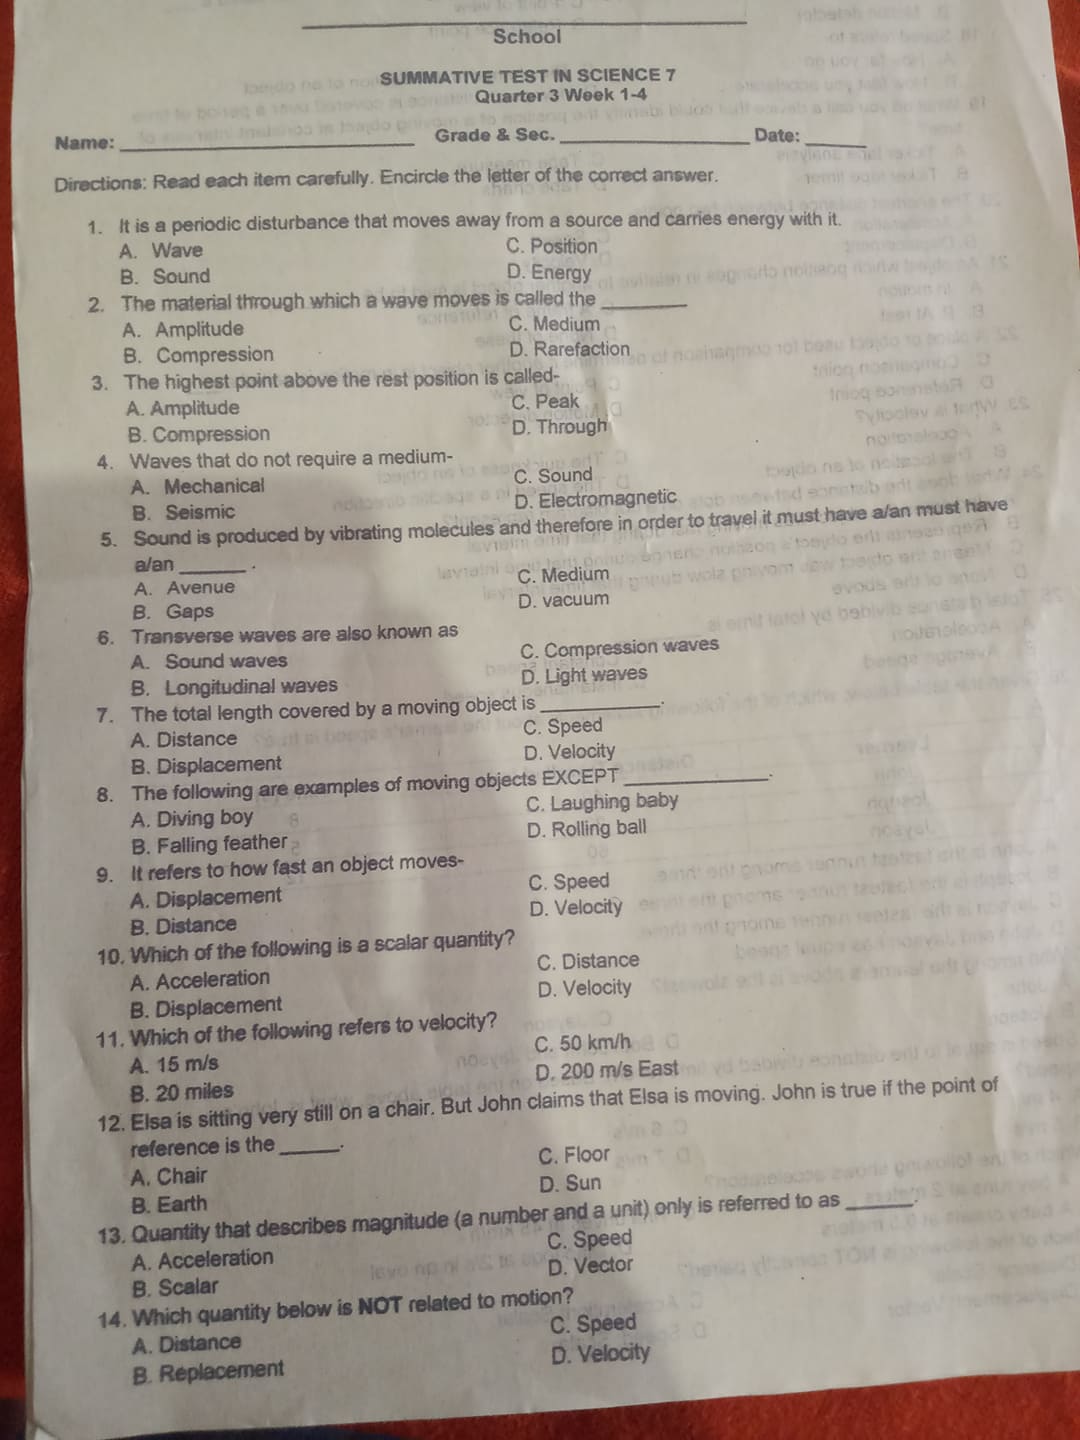 School
SUMMATIVE TEST IN SCIENCE 7
Quarter 3 Week 1-4
Name: ____________ Grade & Sec. ____________ Date: ______
Directions: Read each item carefully. Encircle the letter of the correct answer.
1. It is a periodic disturbance that moves away from a source and carries energy with it.
A. Wave C. Position
B. Sound D. Energy
2. The material through which a wave moves is called the ________
A. Amplitude C. Medium
B. Compression D. Rarefaction
3. The highest point above the rest position is called-
A. Amplitude C. Peak
B. Compression D. Through
4. Waves that do not require a medium-
A. Mechanical C. Sound
B. Seismic D. Electromagnetic
5. Sound is produced by vibrating molecules and therefore in order to travel it must have a/an must have
a/an ______ .
A. Avenue C. Medium
B. Gaps D. vacuum
6. Transverse waves are also known as
A. Sound waves C. Compression waves
B. Longitudinal waves D. Light waves
7. The total length covered by a moving object is ____________.
A. Distance C. Speed
B. Displacement D. Velocity
8. The following are examples of moving objects EXCEPT ____________.
A. Diving boy C. Laughing baby
B. Falling feather D. Rolling ball
9. It refers to how fast an object moves-
A. Displacement C. Speed
B. Distance D. Velocity
10. Which of the following is a scalar quantity?
A. Acceleration C. Distance
B. Displacement D. Velocity
11. Which of the following refers to velocity?
A. 15 m/s C. 50 km/h
B. 20 miles D. 200 m/s East
12. Elsa is sitting very still on a chair. But John claims that Elsa is moving. John is true if the point of
reference is the ______.
A. Chair C. Floor
B. Earth D. Sun
13. Quantity that describes magnitude (a number and a unit) only is referred to as ______.
A. Acceleration C. Speed
B. Scalar D. Vector
14. Which quantity below is NOT related to motion?
A. Distance C. Speed
B. Replacement D. Velocity